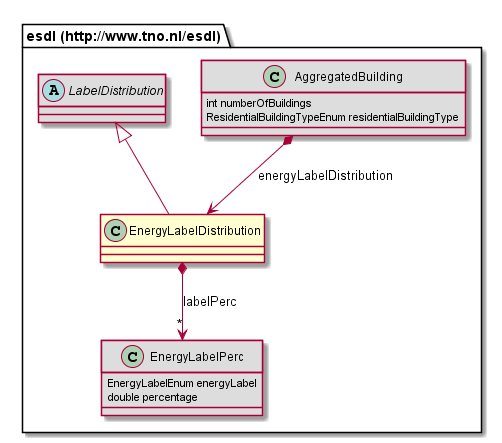 esdl (http://www.tno.nl/esdl)
A LabelDistribution
C AggregatedBuilding
int numberOfBuildings
ResidentialBuildingTypeEnum residentialBuildingType
energyLabelDistribution
C EnergyLabelDistribution
labelPerc
*
C EnergyLabelPerc
EnergyLabelEnum energyLabel
double percentage